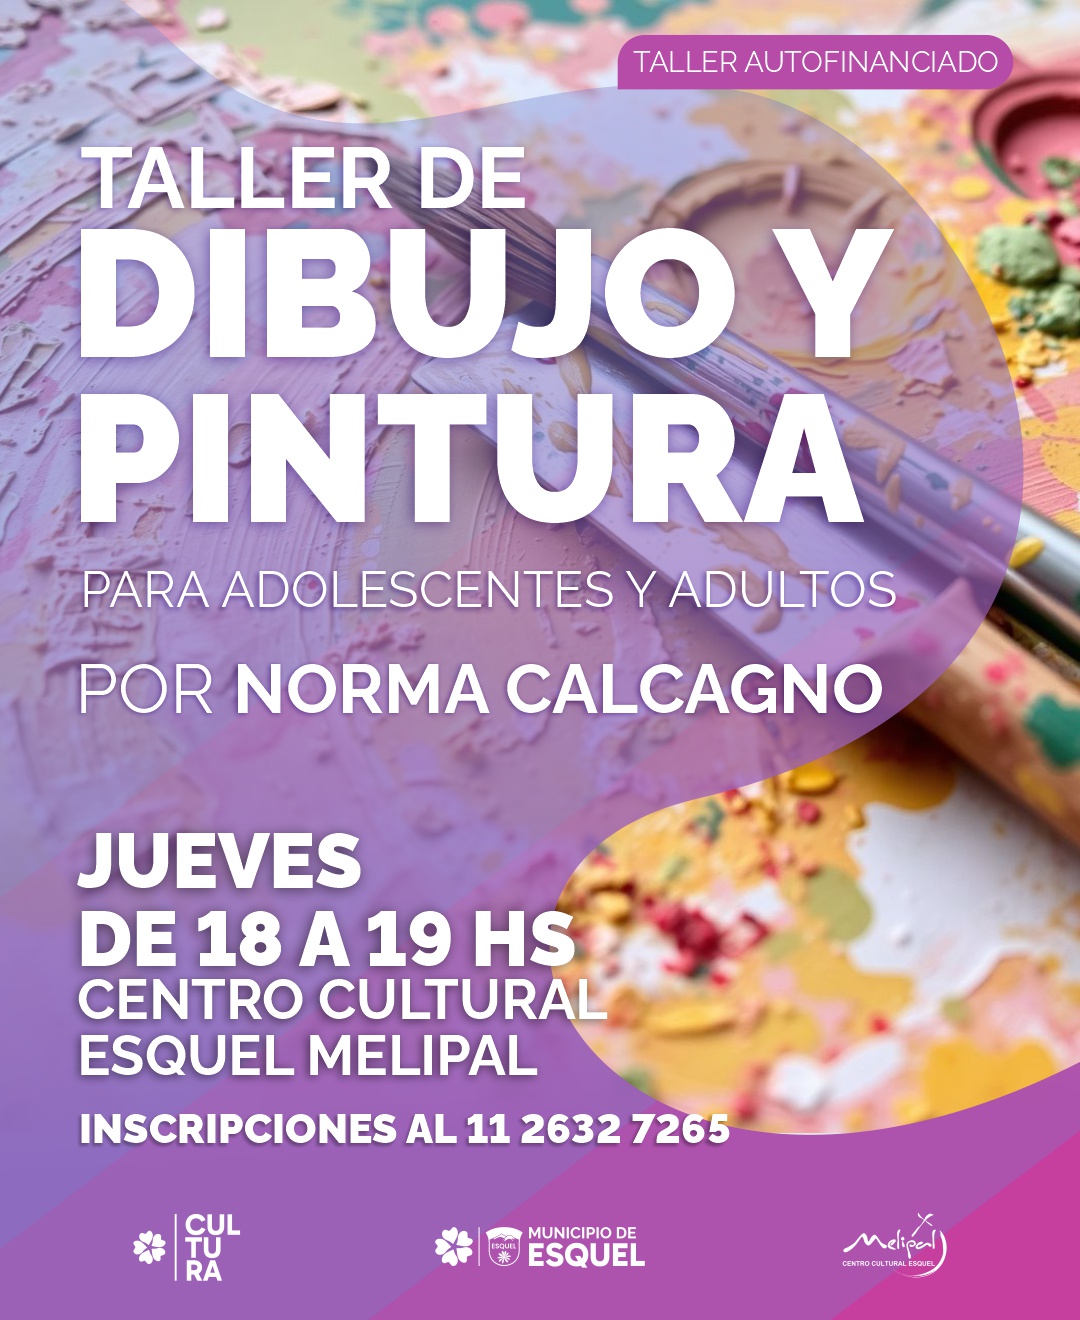 TALLER AUTOFINANCIADO
TALLER DE
DIBUJO Y
PINTURA
PARA ADOLESCENTES Y ADULTOS
POR NORMA CALCAGNO
JUEVES
DE 18 A 19 HS
CENTRO CULTURAL
ESQUEL MELIPAL
INSCRIPCIONES AL 11 2632 7265
CUL
TU
RA
ESQUEL
MUNICIPIO DE
ESQUEL
Melipal
CENTRO CULTURAL ESQUEL